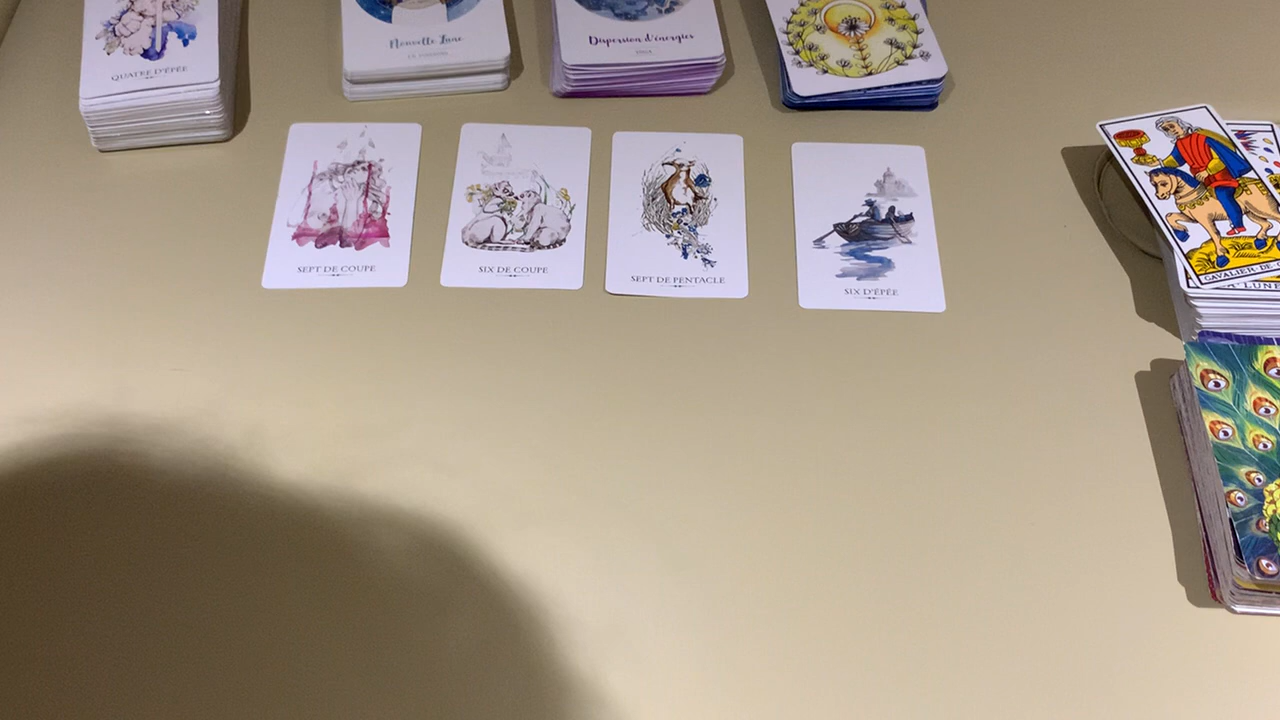 QUATRE D'ÉPÉE
Nouvelle Lune
Dispersion d'énergies
SEPT DE COUPE
SIX DE COUPE
SEPT DE PENTACLE
SIX D'ÉPÉE
CAVALIER·DE·C
LUNE